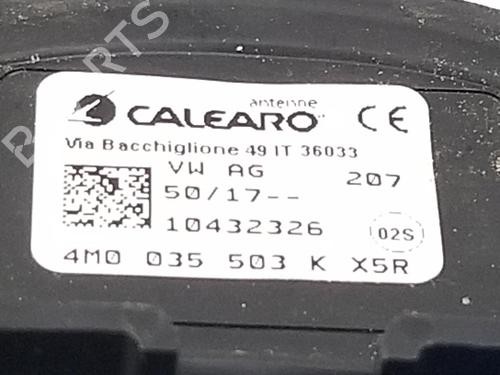 antenne
CALEARO
CE
Via Bacchiglione 49 IT 36033
VW AG
207
50/17--
10432326
02S
4M0 035 503 K X5R